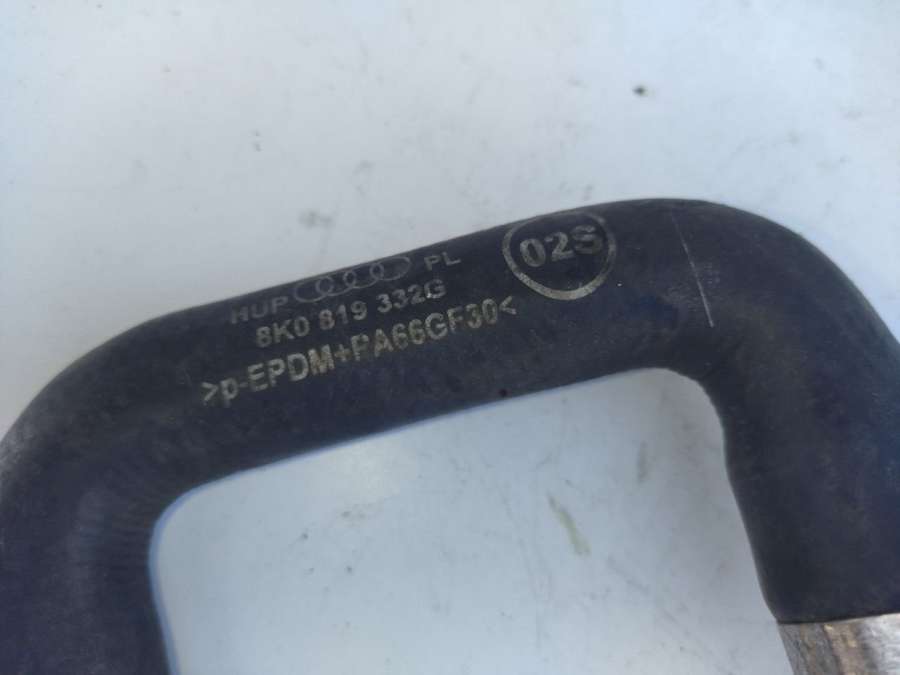 HUP PL
8K0 819 332G
>p-EPDM+PA66GF30<
02S